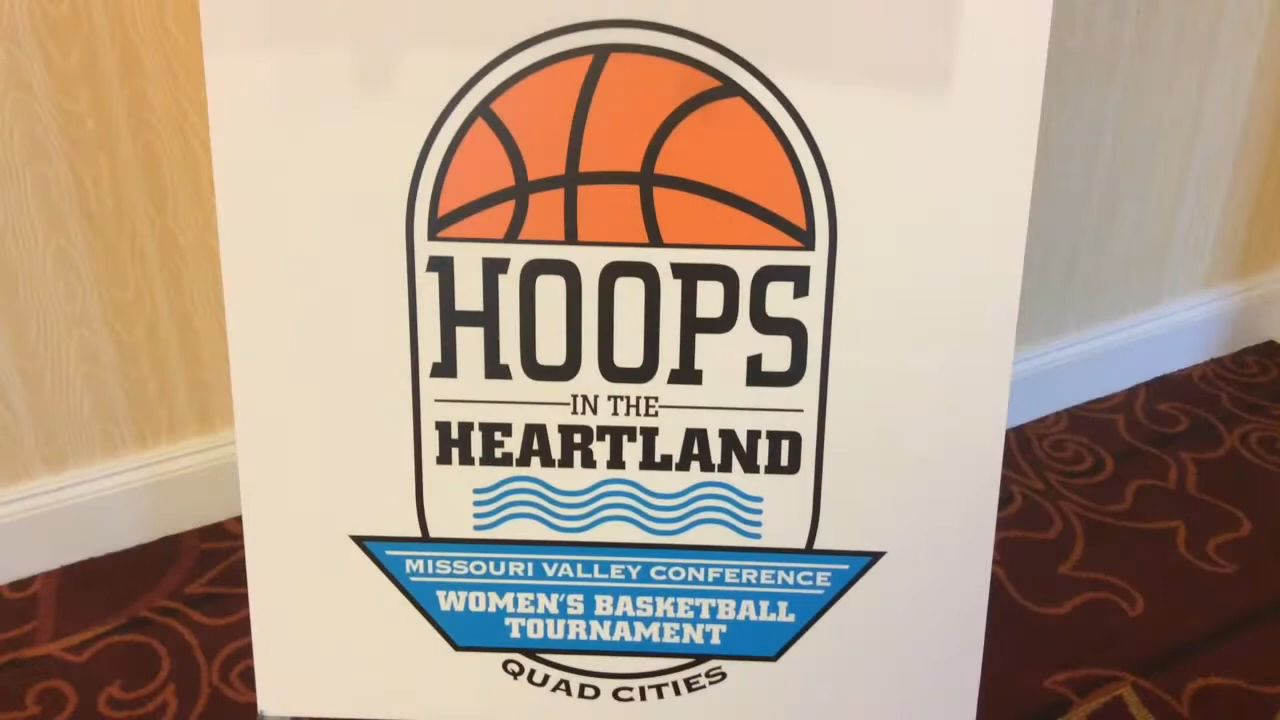 HOOPS
IN THE
HEARTLAND
MISSOURI VALLEY CONFERENCE
WOMEN'S BASKETBALL
TOURNAMENT
QUAD CITIES